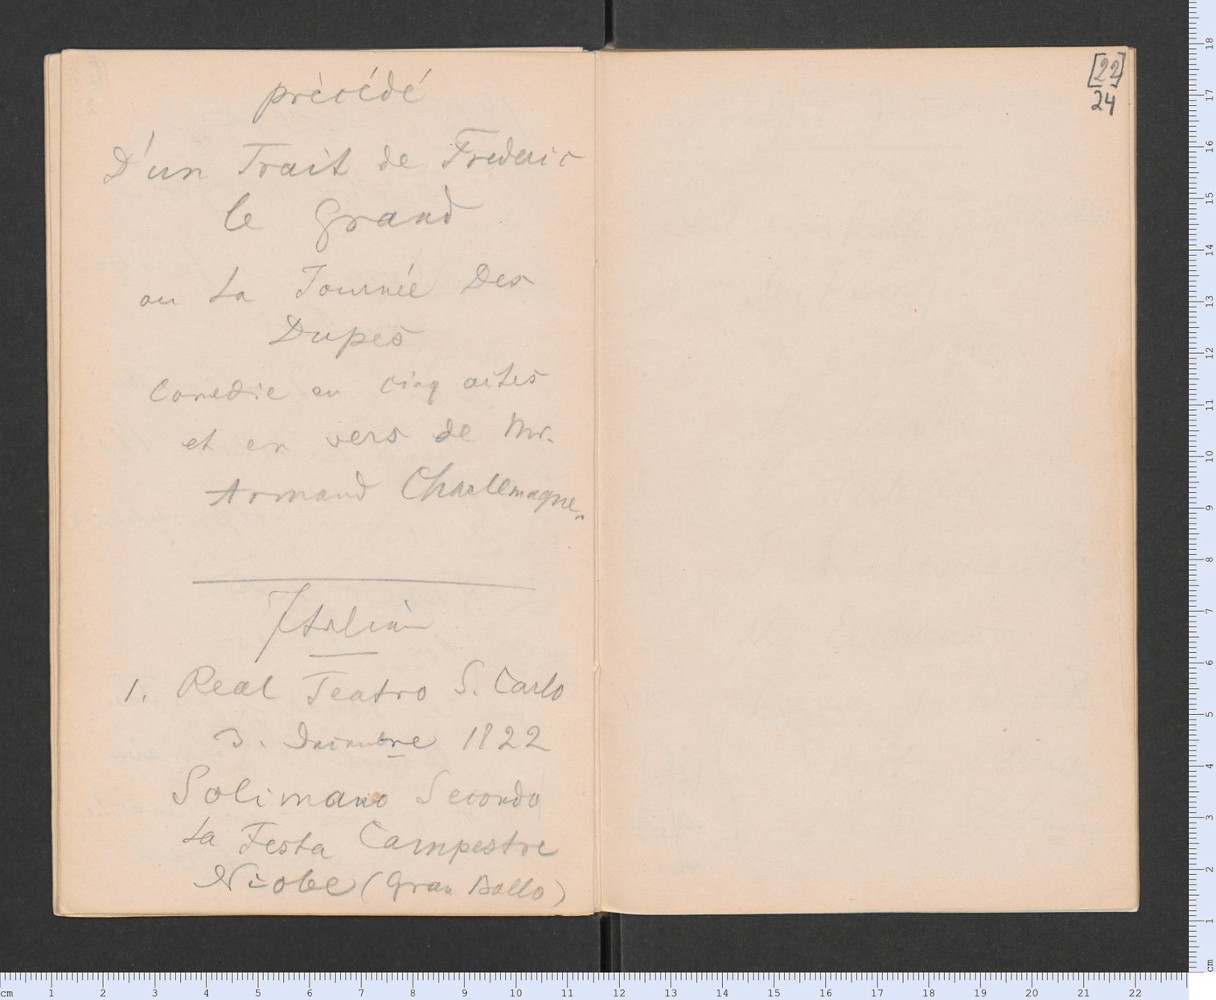 précédé
D'un Trait de Frederic
le Grand
ou La Journée Des
Dupes
Comedie en cinq actes
et en vers de Mr.
Armand Charlemagne.
Italien
1. Real Teatro S. Carlo
3. Decembre 1822
Solimano Secondo
La Festa Campestre
Niobe (Gran Ballo)
[22]
24